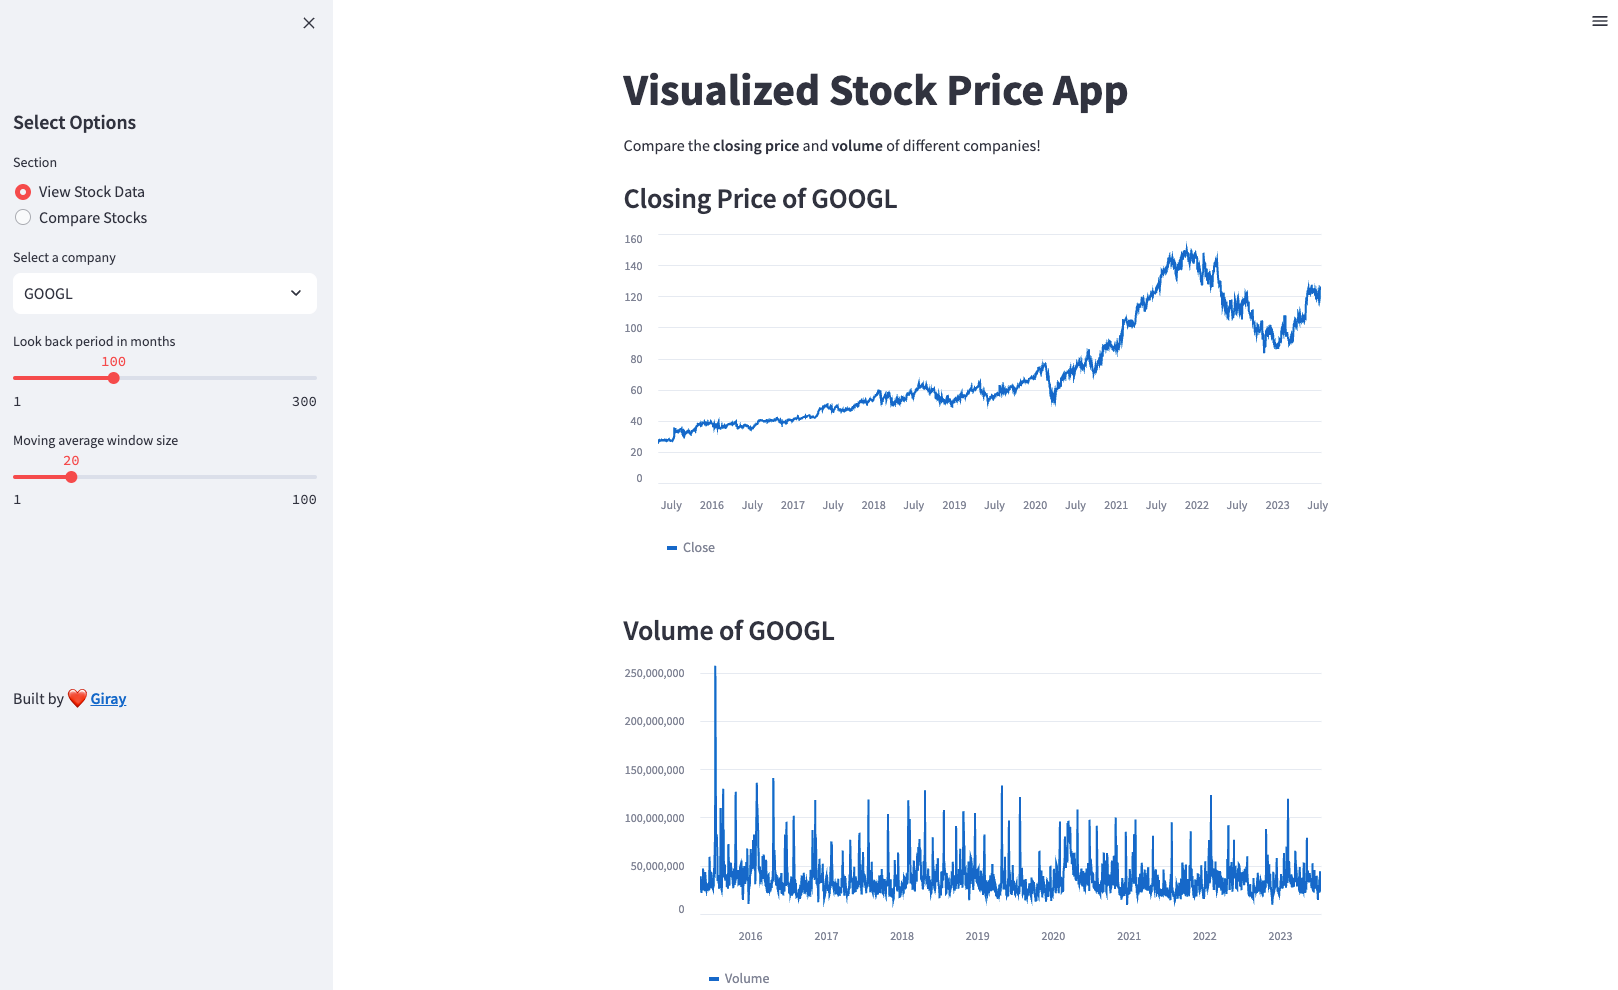 Select Options
Section
View Stock Data
Compare Stocks
Select a company
GOOGL
Look back period in months
100
1 300
Moving average window size
20
1 100
Built by ❤️ Giray
Visualized Stock Price App
Compare the closing price and volume of different companies!
Closing Price of GOOGL
160
140
120
100
80
60
40
20
0
July 2016 July 2017 July 2018 July 2019 July 2020 July 2021 July 2022 July 2023 July
Close
Volume of GOOGL
250,000,000
200,000,000
150,000,000
100,000,000
50,000,000
0
2016 2017 2018 2019 2020 2021 2022 2023
Volume